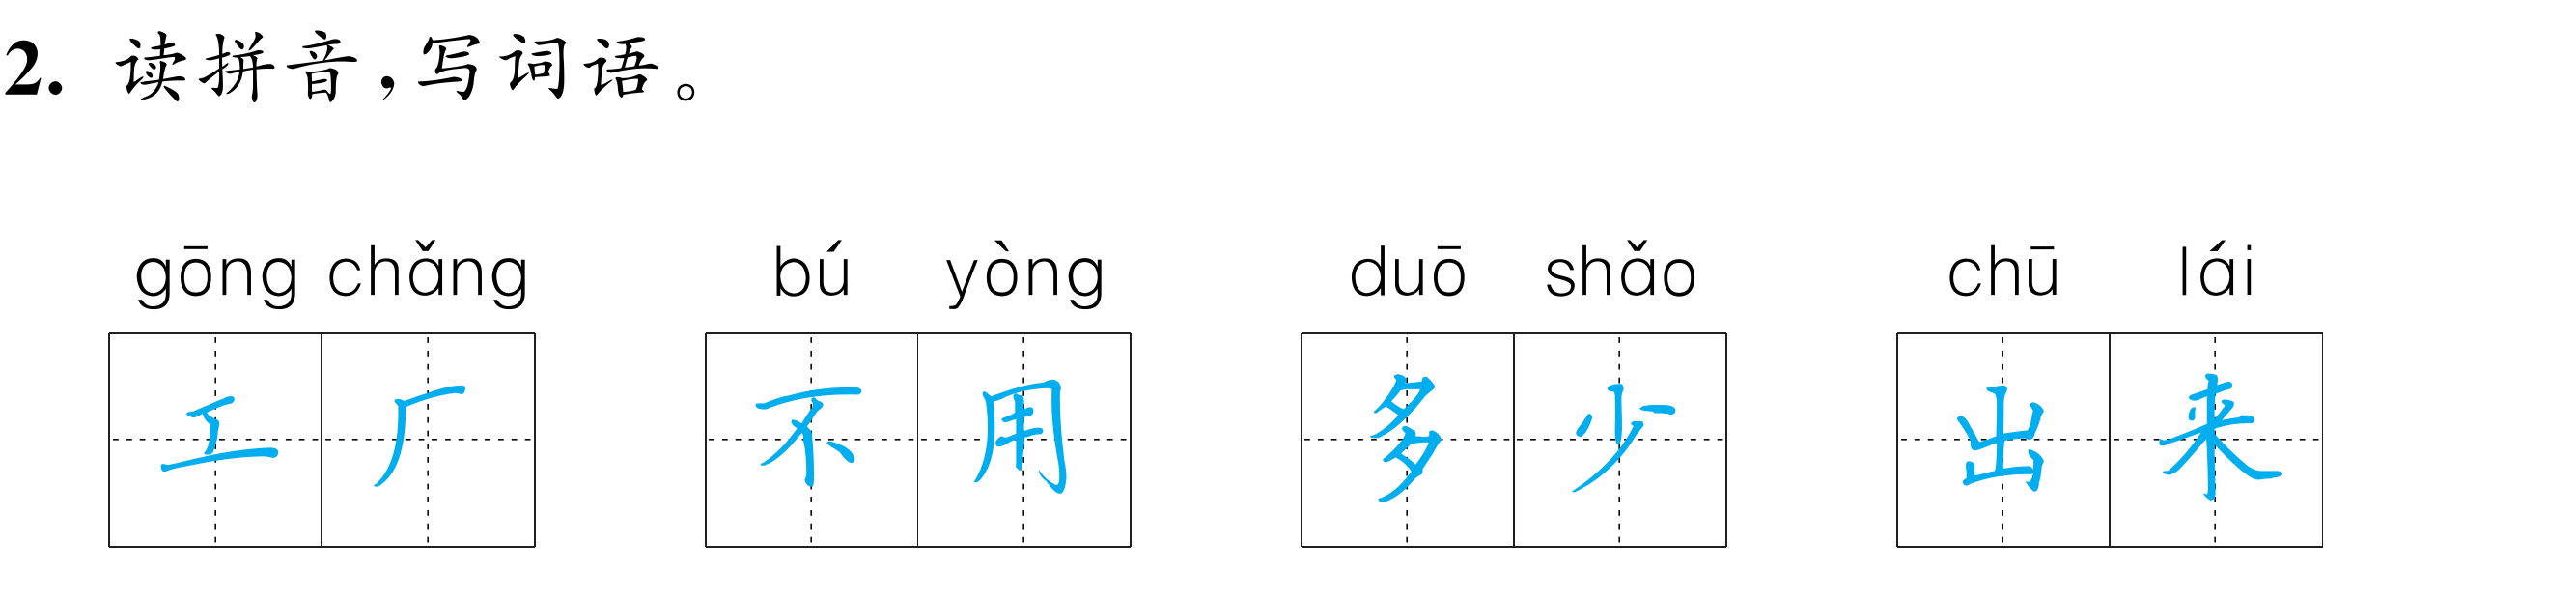 2. 读拼音,写词语。
gōng chǎng bú yòng duō shǎo chū lái
工厂 不用 多少 出来